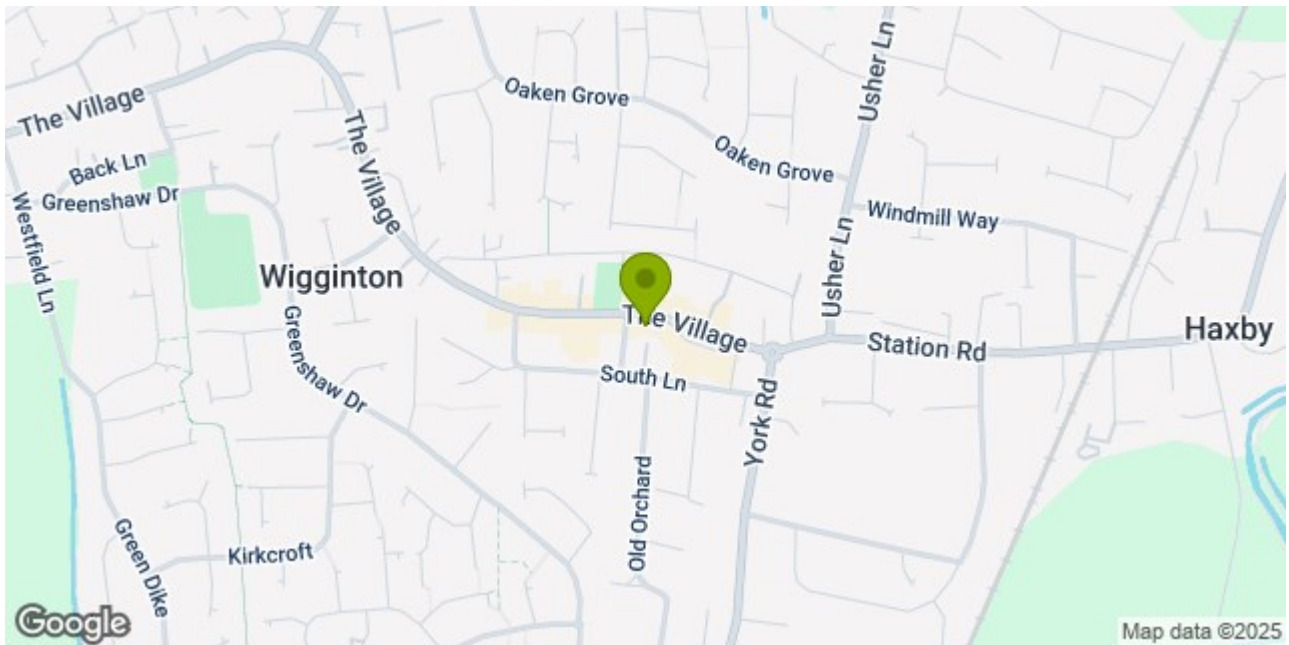 Usher Ln
Oaken Grove
The Village
The Village
Oaken Grove
Back Ln
Greenshaw Dr
Westfield Ln
Windmill Way
Usher Ln
Wigginton
The Village
Haxby
Station Rd
Greenshaw Dr
South Ln
York Rd
Old Orchard
Green Dike
Kirkcroft
Google
Map data ©2025